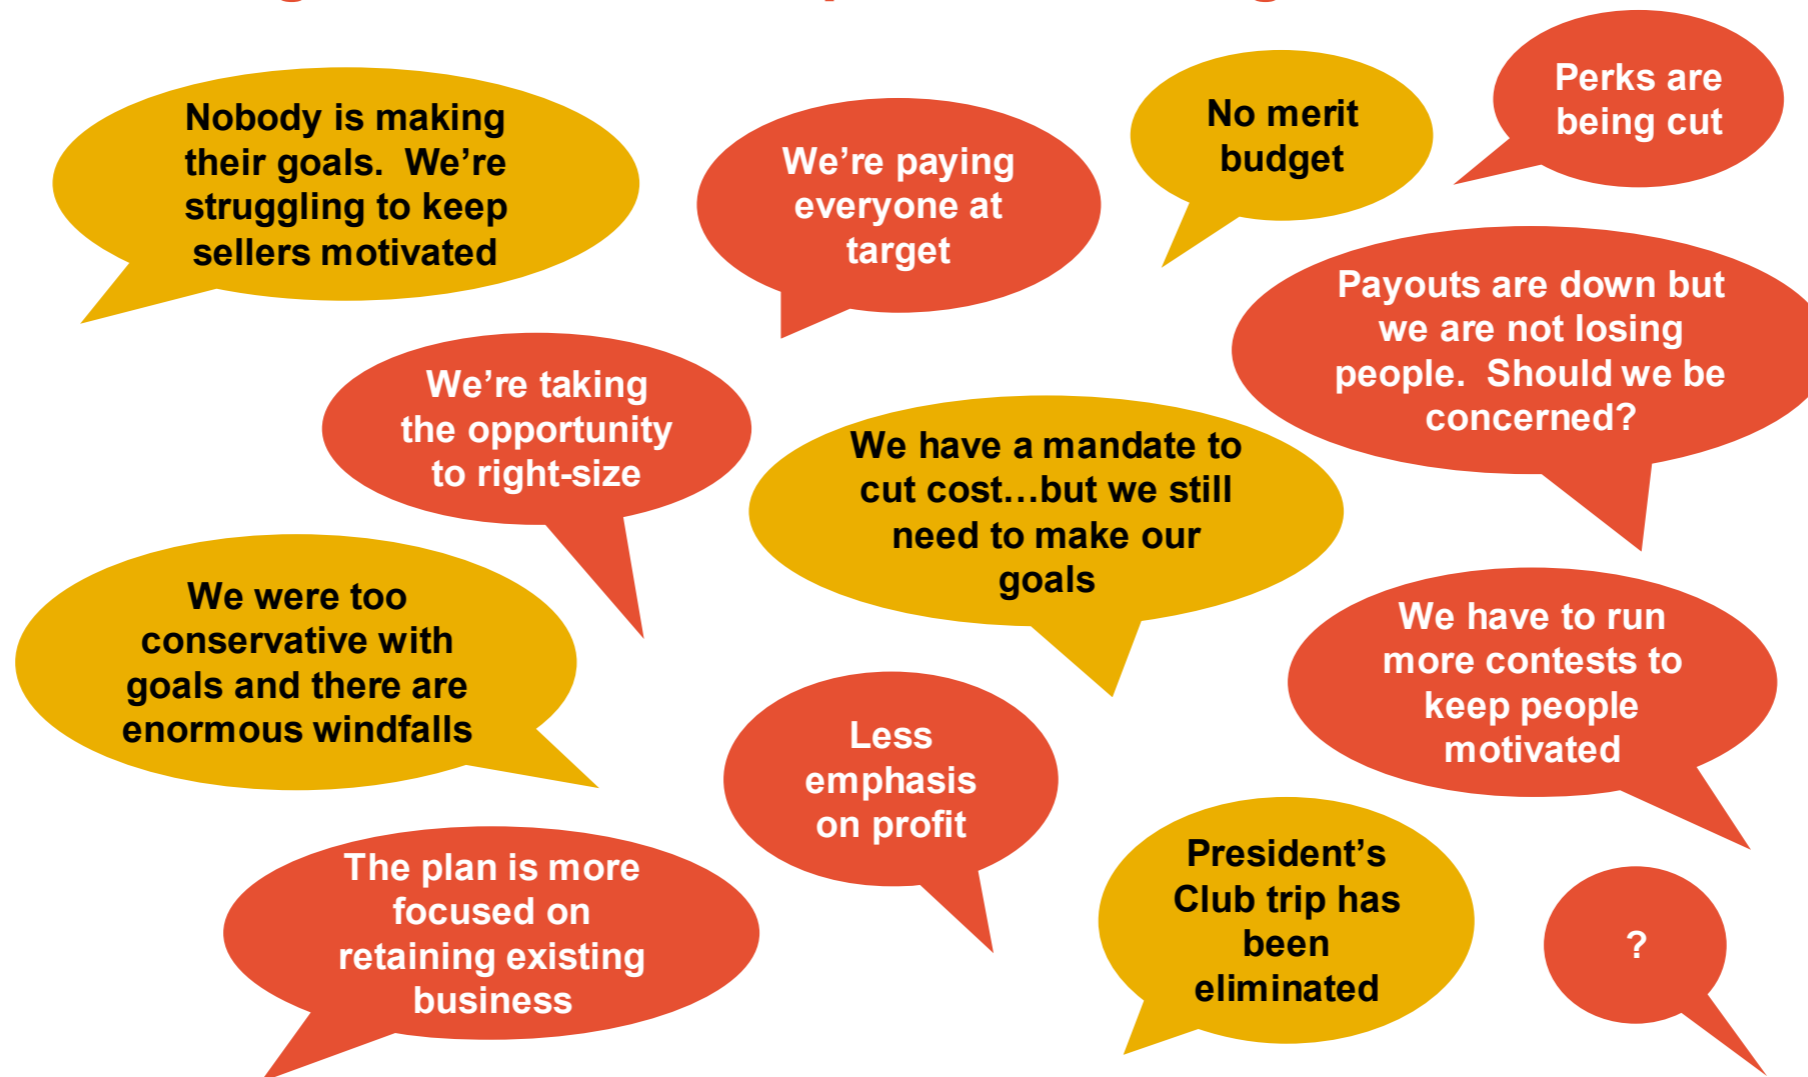 Nobody is making
their goals.  We’re
struggling to keep
sellers motivated
We’re paying
everyone at
target
No merit
budget
Perks are
being cut
Payouts are down but
we are not losing
people.  Should we be
concerned?
We’re taking
the opportunity
to right-size
We have a mandate to
cut cost…but we still
need to make our
goals
We were too
conservative with
goals and there are
enormous windfalls
We have to run
more contests to
keep people
motivated
Less
emphasis
on profit
The plan is more
focused on
retaining existing
business
President’s
Club trip has
been
eliminated
?